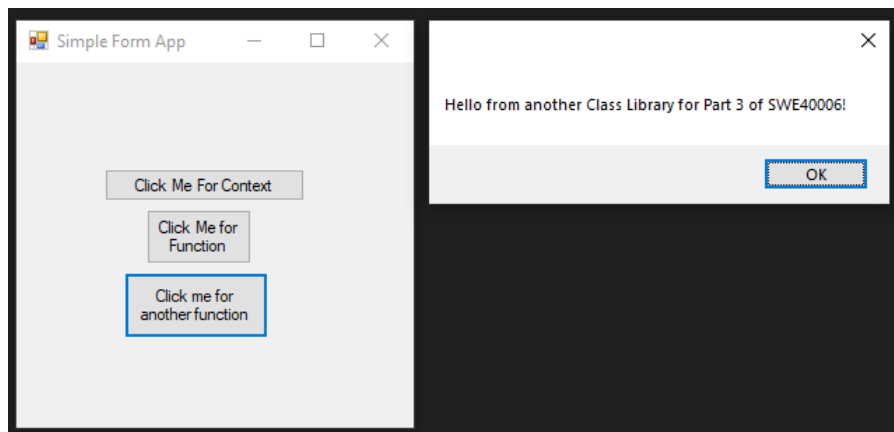 Simple Form App
Click Me For Context
Click Me for
Function
Click me for
another function
Hello from another Class Library for Part 3 of SWE40006!
OK